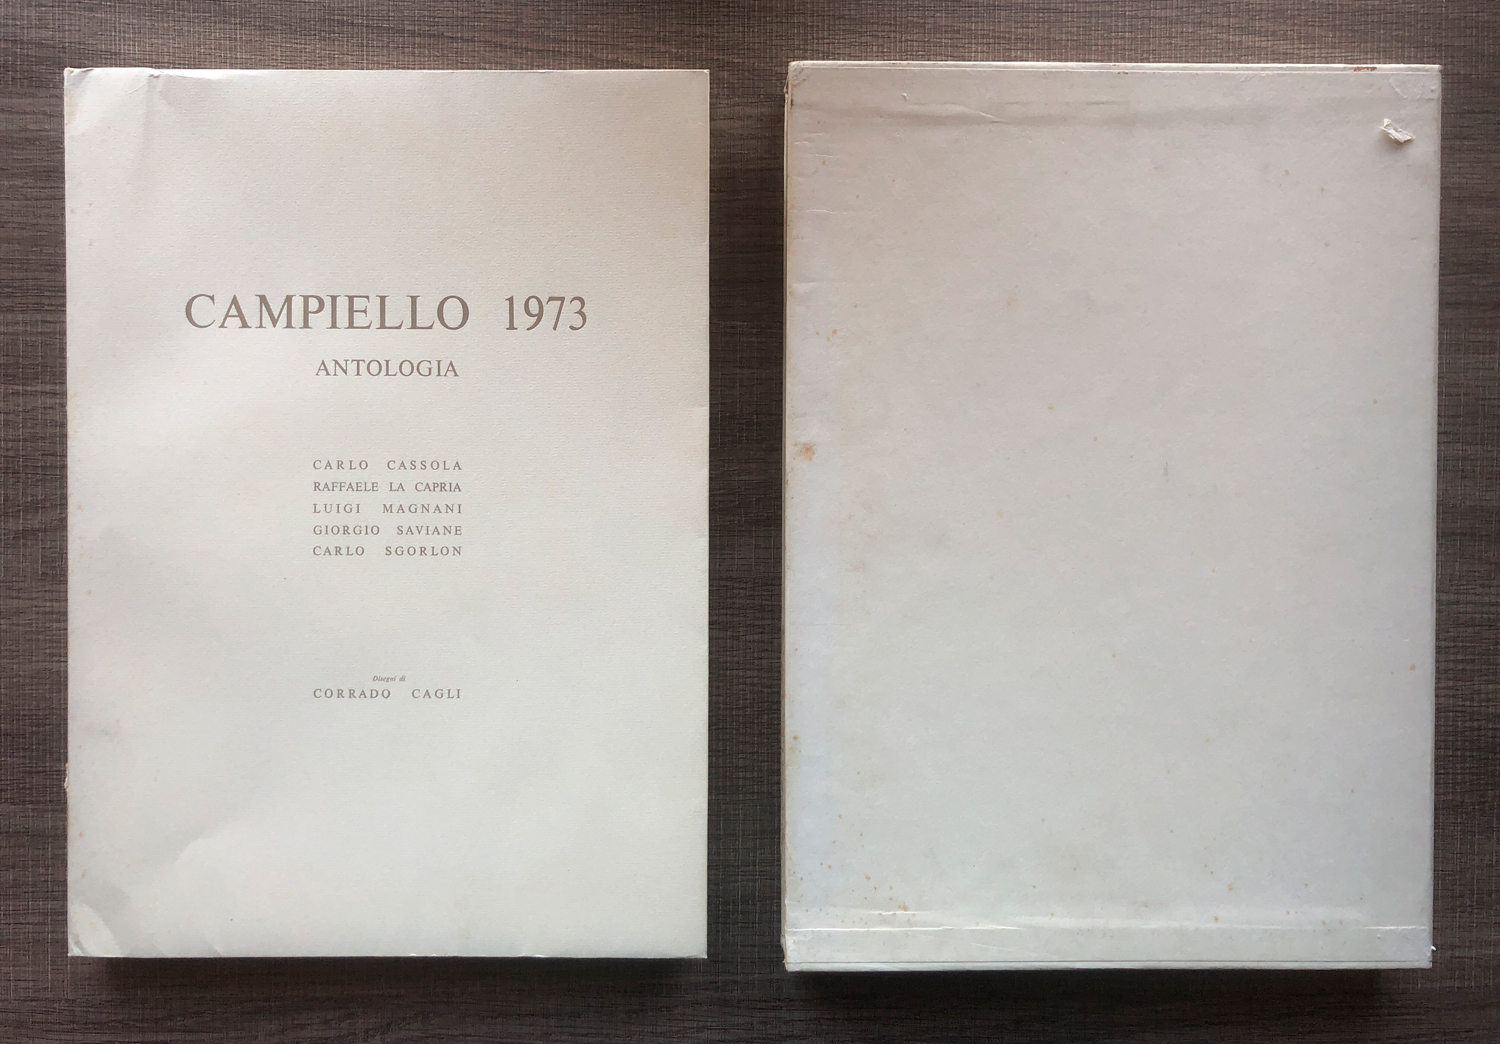 CAMPIELLO 1973
ANTOLOGIA
CARLO CASSOLA
RAFFAELE LA CAPRIA
LUIGI MAGNANI
GIORGIO SAVIANE
CARLO SGORLON
Disegni di
CORRADO CAGLI